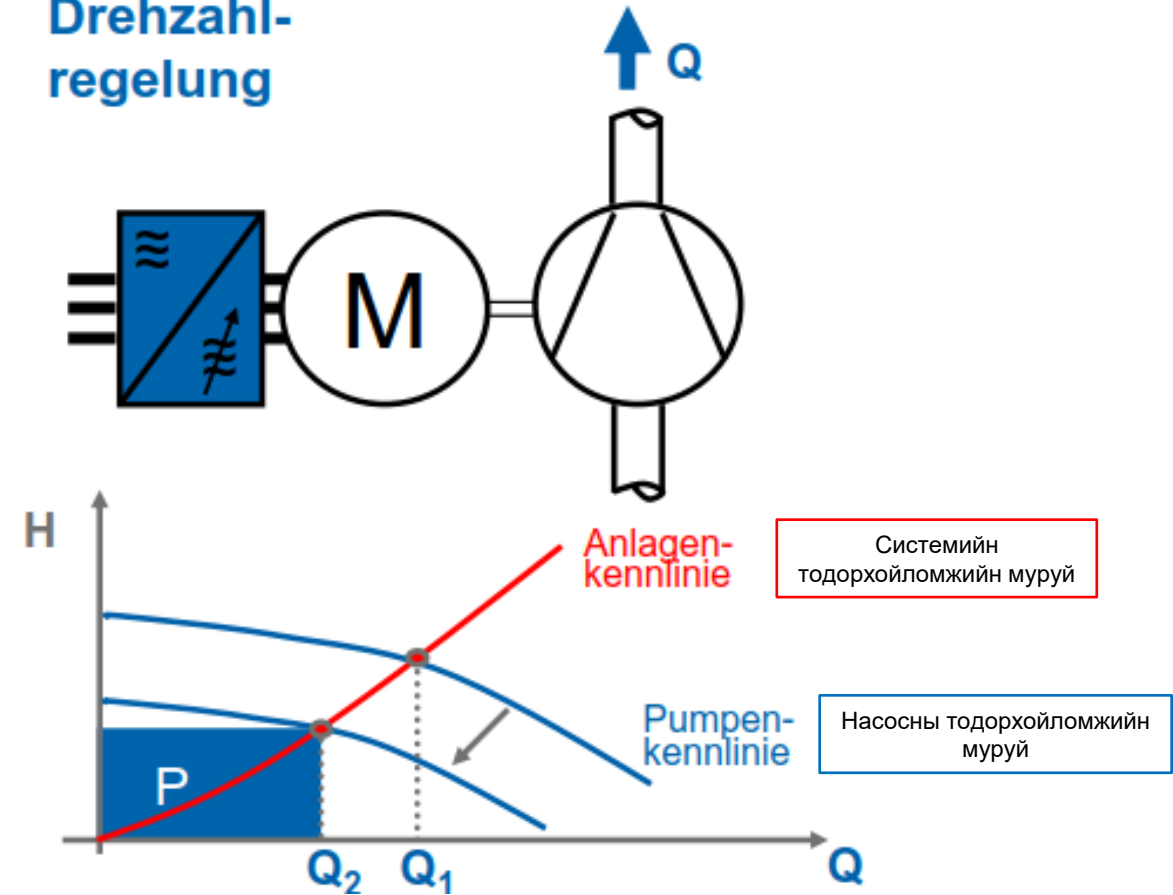 Drehzahl-
regelung
Q
M
H
Anlagen-
kennlinie
Системийн
тодорхойломжийн муруй
Pumpen-
kennlinie
Насосны тодорхойломжийн
муруй
P
Q₂
Q₁
Q